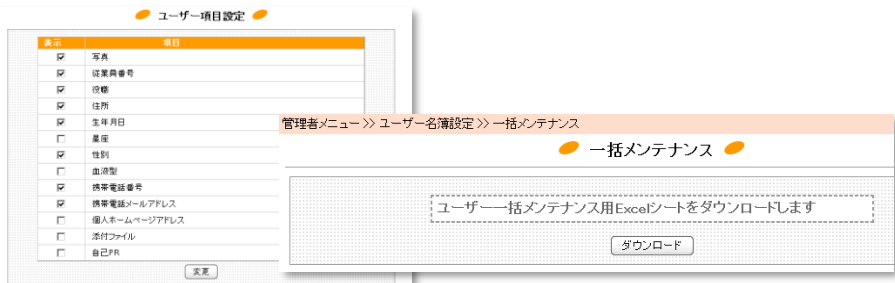 ユーザー項目設定
表示 項目
写真
従業員番号
役職
住所
生年月日
星座
性別
血液型
携帯電話番号
携帯電話メールアドレス
個人ホームページアドレス
添付ファイル
自己PR
変更
管理者メニュー >> ユーザー名簿設定 >> 一括メンテナンス
一括メンテナンス
ユーザー一括メンテナンス用Excelシートをダウンロードします
ダウンロード